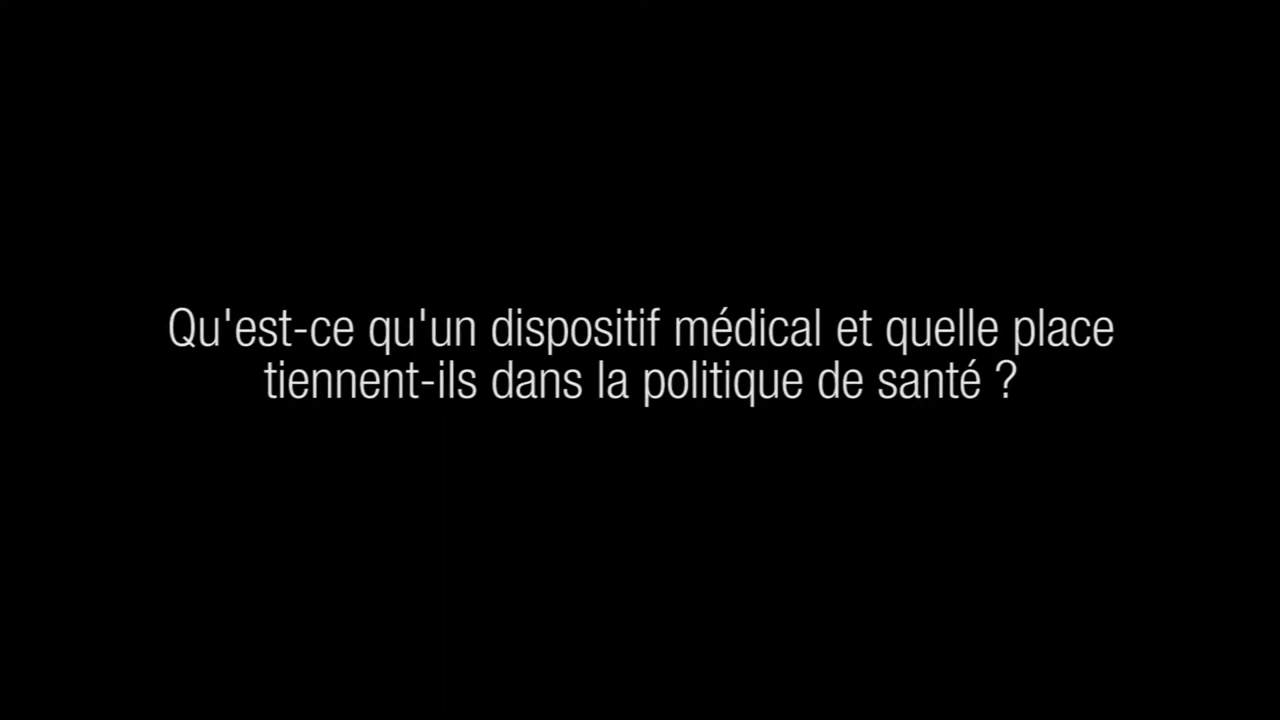 Qu'est-ce qu'un dispositif médical et quelle place
tiennent-ils dans la politique de santé ?